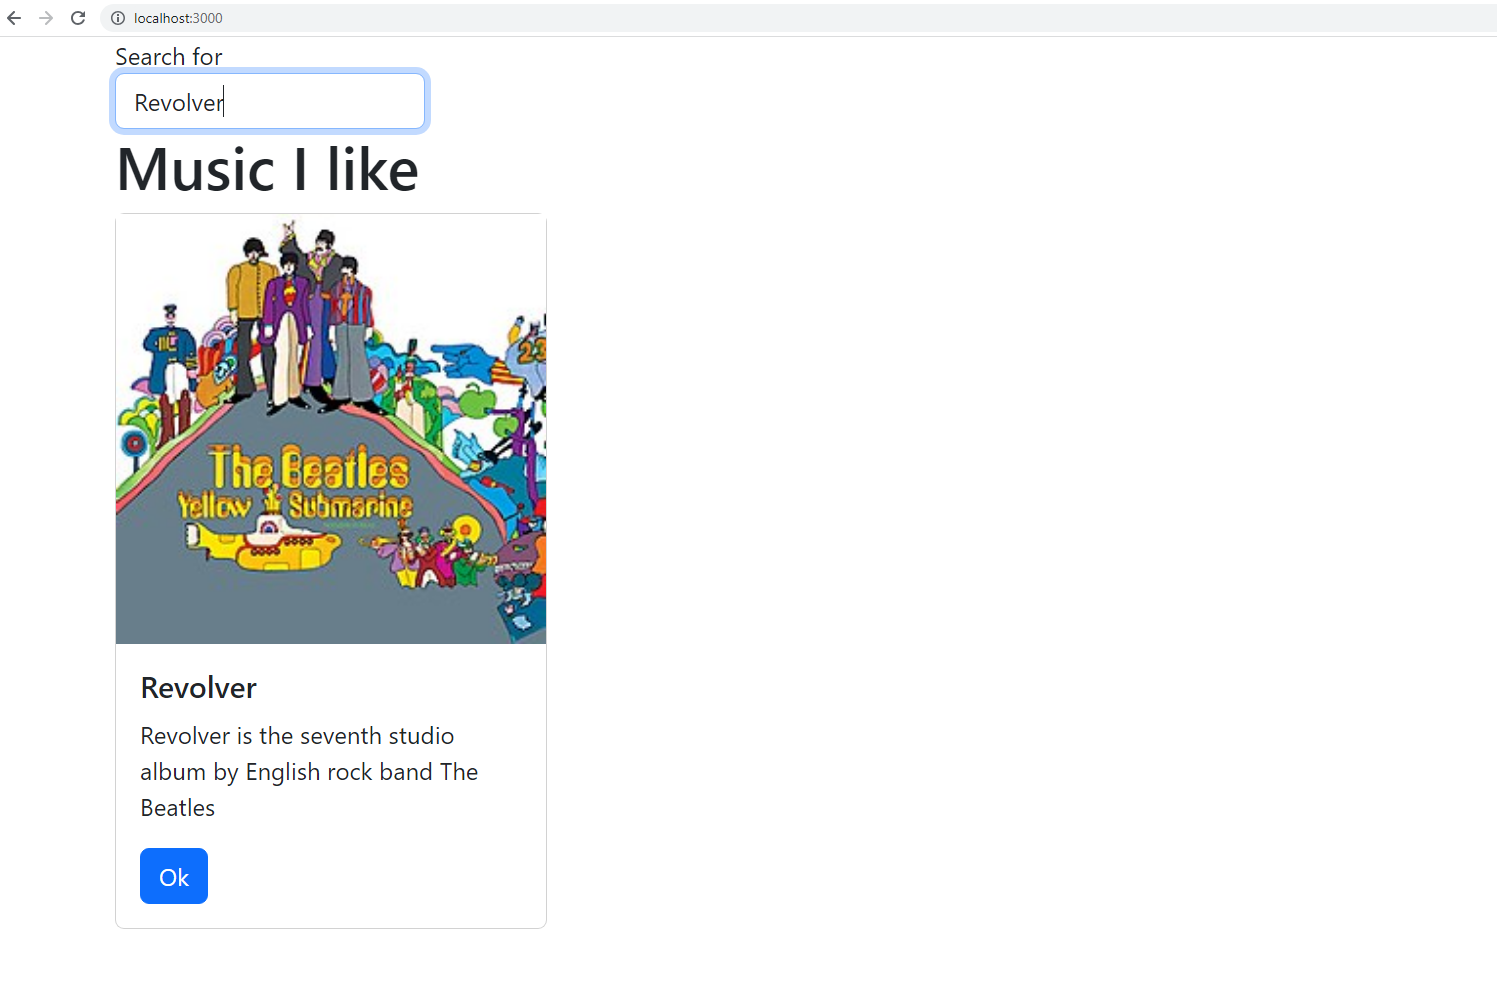 localhost:3000
Search for
Revolver
Music I like
The Beatles
Yellow Submarine
Revolver
Revolver is the seventh studio
album by English rock band The
Beatles
Ok